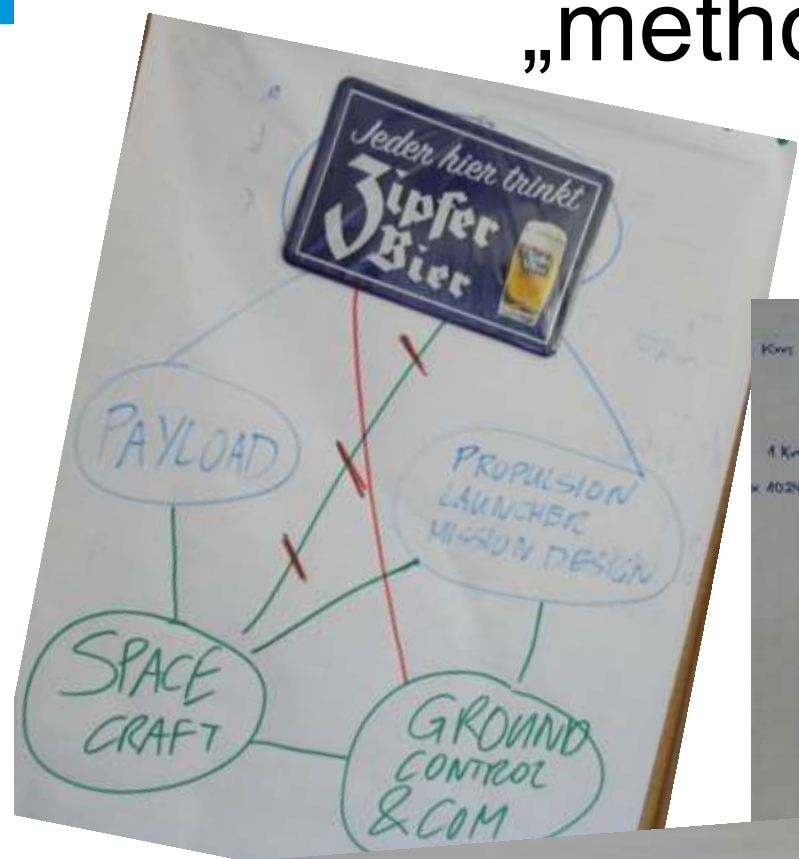 „metho
Jeder hier trinkt
Zipfer
Bier
PAYLOAD
PROPULSION
LAUNCHER
MISSION DESIGN
SPACE
CRAFT
GROUND
CONTROL
& COM